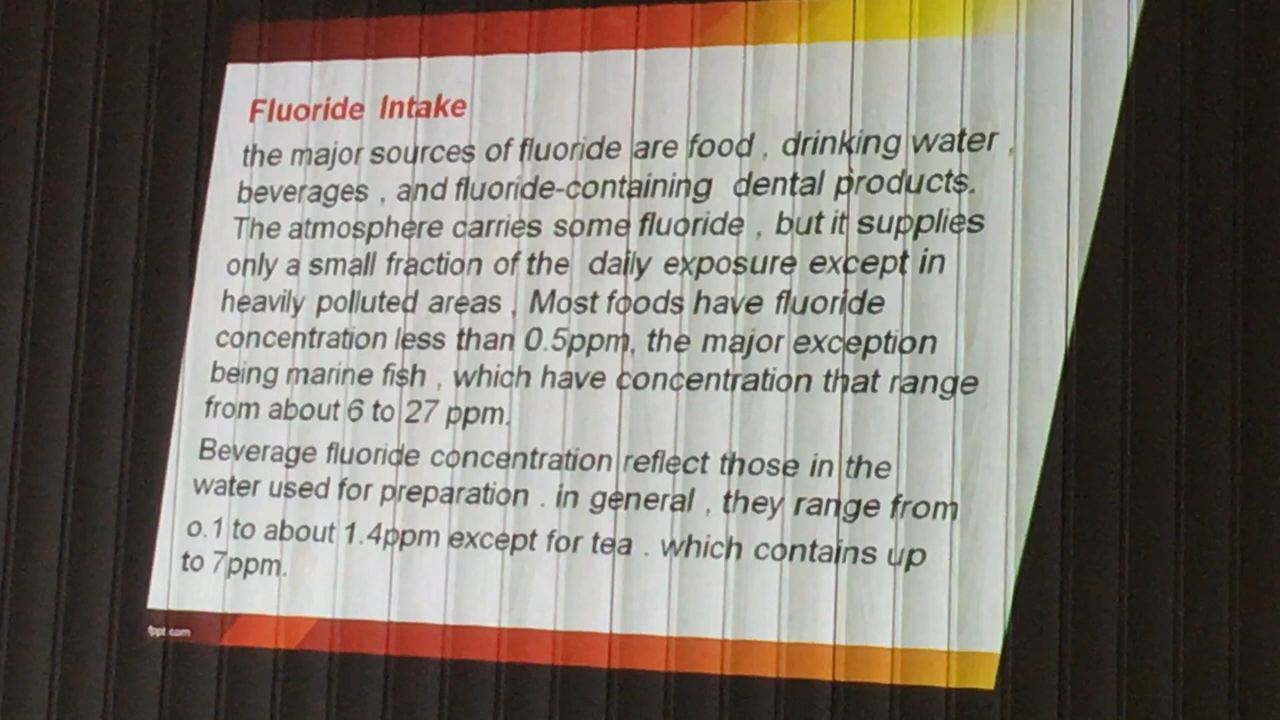 Fluoride Intake
the major sources of fluoride are food , drinking water ,
beverages , and fluoride-containing dental products.
The atmosphere carries some fluoride , but it supplies
only a small fraction of the daily exposure except in
heavily polluted areas , Most foods have fluoride
concentration less than 0.5ppm, the major exception
being marine fish , which have concentration that range
from about 6 to 27 ppm.
Beverage fluoride concentration reflect those in the
water used for preparation . in general , they range from
o.1 to about 1.4ppm except for tea . which contains up
to 7ppm.
fppt.com